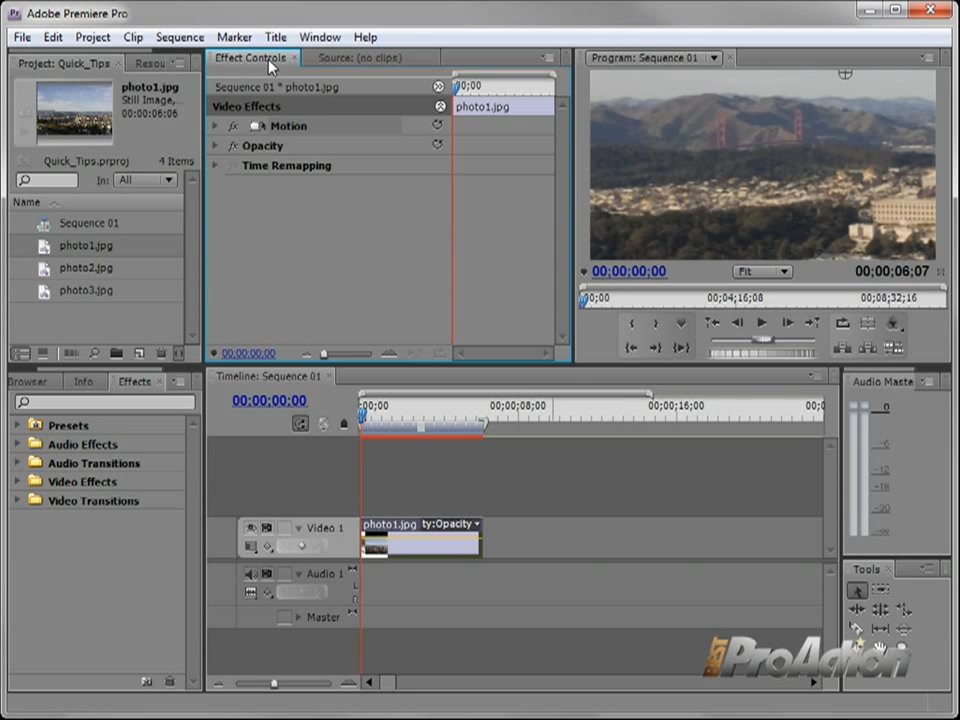 Adobe Premiere Pro
File Edit Project Clip Sequence Marker Title Window Help
Project: Quick_Tips
Resou
photo1.jpg
Still Image,...
00:00:06:06
Quick_Tips.prproj
4 Items
In: All
Name
Sequence 01
photo1.jpg
photo2.jpg
photo3.jpg
Effect Controls
Source: (no clips)
Sequence 01 * photo1.jpg
00;00
Video Effects
photo1.jpg
fx Motion
fx Opacity
Time Remapping
00;00;00;00
Program: Sequence 01
00;00;00;00
Fit
00;00;06;07
00;00
00;04;16;08
00;08;32;16
Browser
Info
Effects
Presets
Audio Effects
Audio Transitions
Video Effects
Video Transitions
Timeline: Sequence 01
00;00;00;00
00;00
00;00;08;00
00;00;16;00
00;0
Video 1
photo1.jpg ty:Opacity
Audio 1
L
R
Master
Audio Maste
0
-6
-12
-18
Tools
BEST ProAction